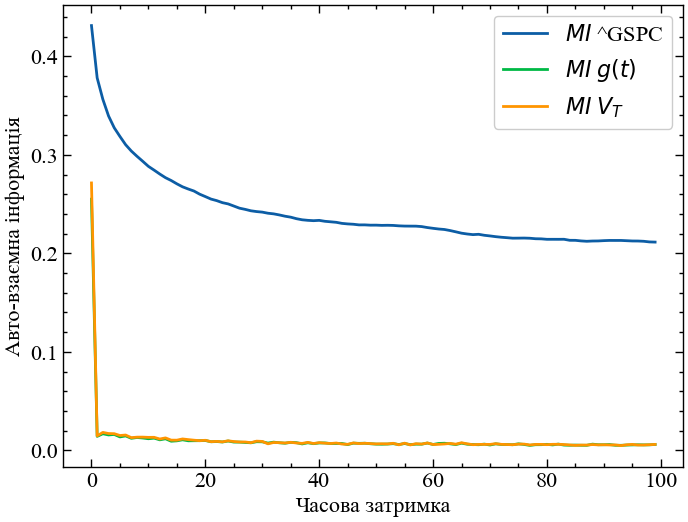 MI ^GSPC
MI g(t)
MI V_T
0.4
0.3
0.2
0.1
0.0
Авто-взаємна інформація
0 20 40 60 80 100
Часова затримка